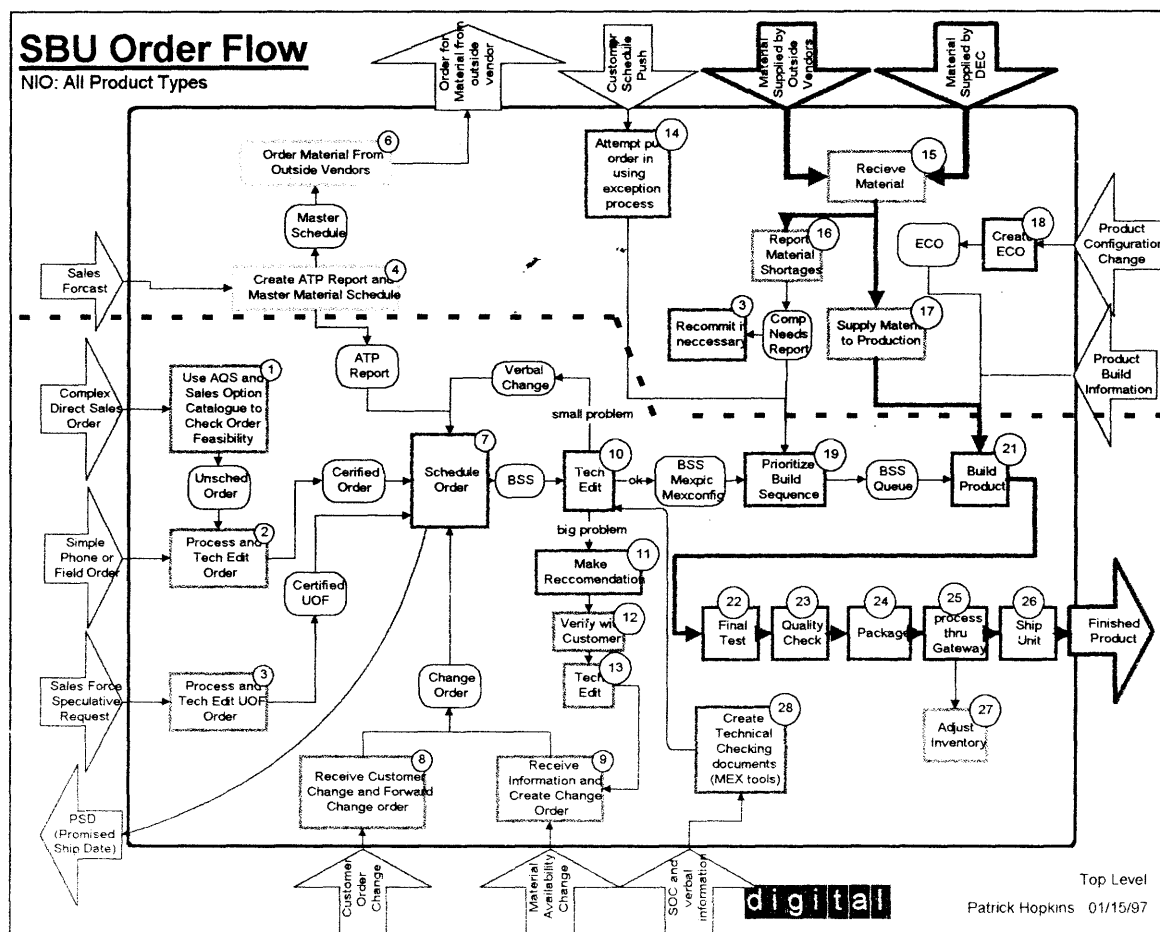 SBU Order Flow
NIO: All Product Types
Order for
Material from
outside
vendor
Customer
Schedule
Push
Material
Supplied by
Outside
Vendors
Material
Supplied by
DEC
6
Order Material From
Outside Vendors
Master
Schedule
4
Create ATP Report and
Master Material Schedule
Sales
Forcast
14
Attempt
order in
using
exception
process
15
Recieve
Material
16
Report
Material
Shortages
3
Recommit
neccessary
Comp
Needs
Report
17
Supply
to Production
ECO
18
Create
ECO
Product
Configuration
Change
Product
Build
Information
ATP
Report
Verbal
Change
small problem
Complex
Direct Sales
Order
1
Use AQS and
Sales Option
Catalogue to
Check Order
Feasibility
Unsched
Order
Simple
Phone or
Field Order
2
Process and
Tech Edit
Order
Cerified
Order
Certified
UOF
Sales Force
Speculative
Request
3
Process and
Tech Edit UOF
Order
7
Schedule
Order
BSS
10
Tech
Edit
ok
BSS
Mexpic
Mexconfig
19
Prioritize
Build
Sequence
BSS
Queue
21
Build
Product
big problem
11
Make
Reccomendation
12
Verify
Customer
13
Tech
Edit
Change
Order
8
Receive Customer
Change and Forward
Change order
9
Receive
Information and
Create Change
Order
28
Create
Technical
Checking
documents
(MEX tools)
22
Final
Test
23
Quality
Check
24
Package
25
process
thru
Gateway
26
Ship
Unit
Finished
Product
27
Adjust
Inventory
PSD
(Promised
Ship Date)
Customer
Order
Change
Material
Availability
Change
SOC and
verbal
information
digital
Top Level
Patrick Hopkins 01/15/97